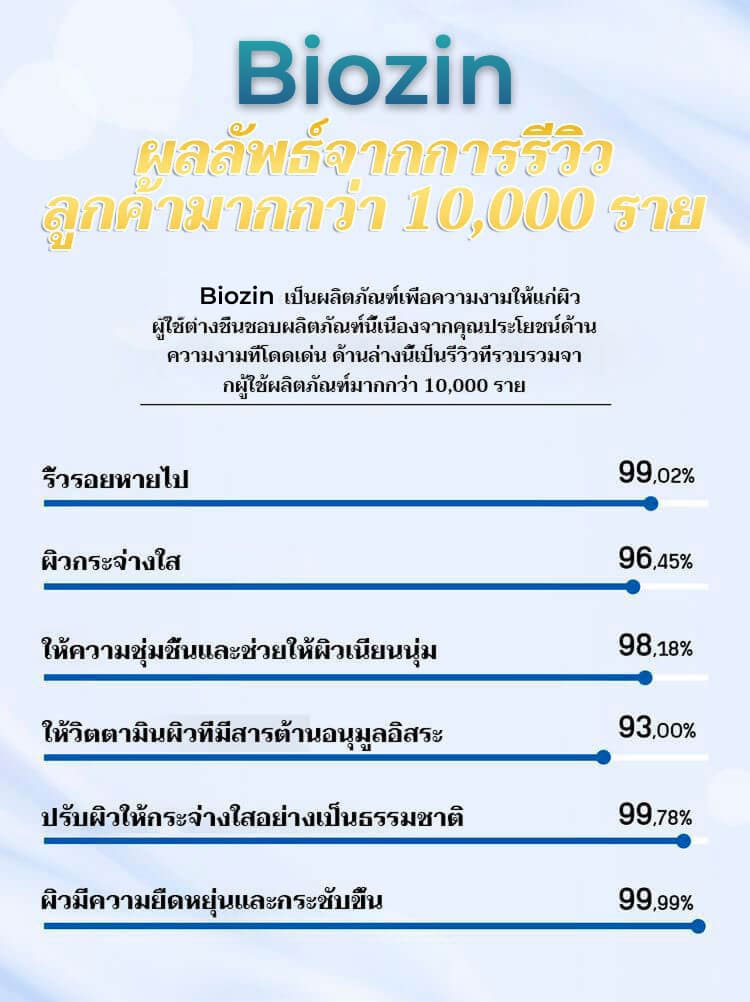 Biozin
ผลลัพธ์จากการรีวิว
ลูกค้ามากกว่า 10,000 ราย
Biozin เป็นผลิตภัณฑ์เพือความงามให้แก่ผิว
ผู้ใช้ต่างชืนชอบผลิตภัณฑ์นี้เนืองจากคุณประโยชน์ด้าน
ความงามทีโดดเด่น ด้านล่างนี้เป็นรีวิวทีรวบรวมจา
กผู้ใช้ผลิตภัณฑ์มากกว่า 10,000 ราย
ริ้วรอยหายไป 99,02%
ผิวกระจ่างใส 96,45%
ให้ความชุ่มชื้นและช่วยให้ผิวเนียนนุ่ม 98,18%
ให้วิตตามินผิวทีมีสารต้านอนุมูลอิสระ 93,00%
ปรับผิวให้กระจ่างใสอย่างเป็นธรรมชาติ 99,78%
ผิวมีความยืดหยุ่นและกระชับขึ้น 99,99%